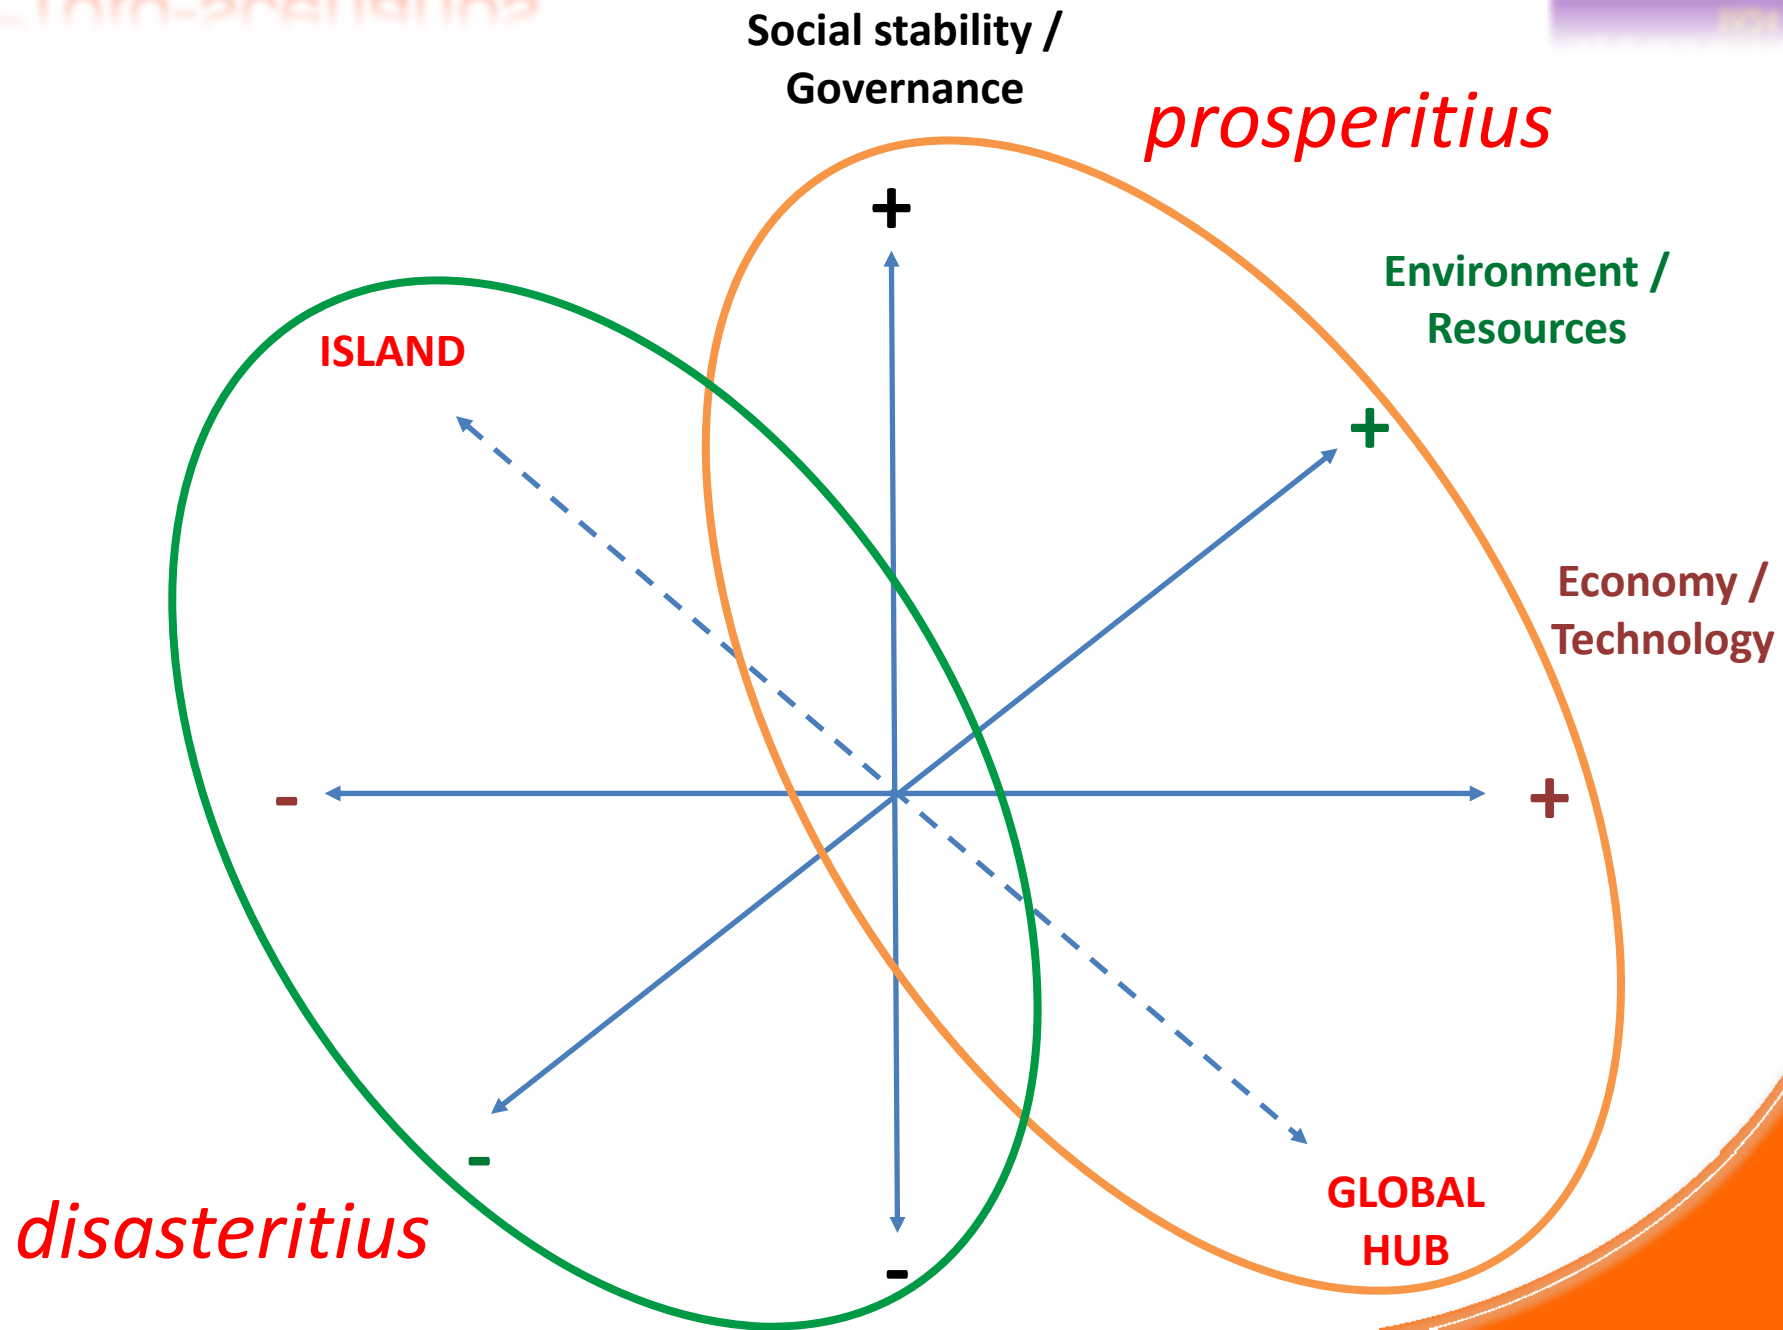 Social stability /
Governance
prosperitius
+
Environment /
Resources
ISLAND
+
Economy /
Technology
-
+
-
disasteritius
GLOBAL
HUB
-